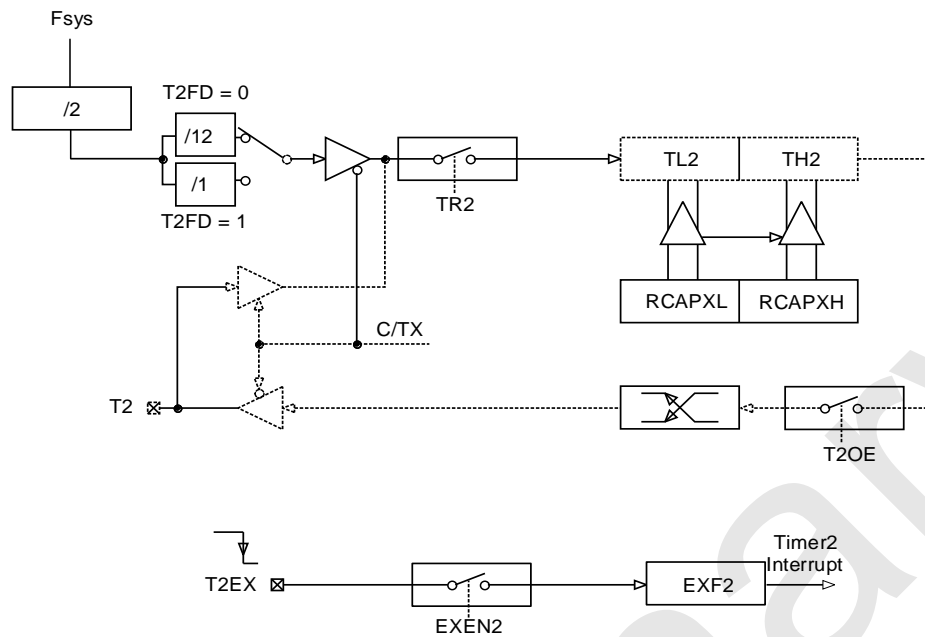 Fsys
/2
T2FD = 0
/12
/1
T2FD = 1
TR2
TL2
TH2
RCAPXL
RCAPXH
C/TX
T2
T2OE
T2EX
EXEN2
EXF2
Timer2
Interrupt